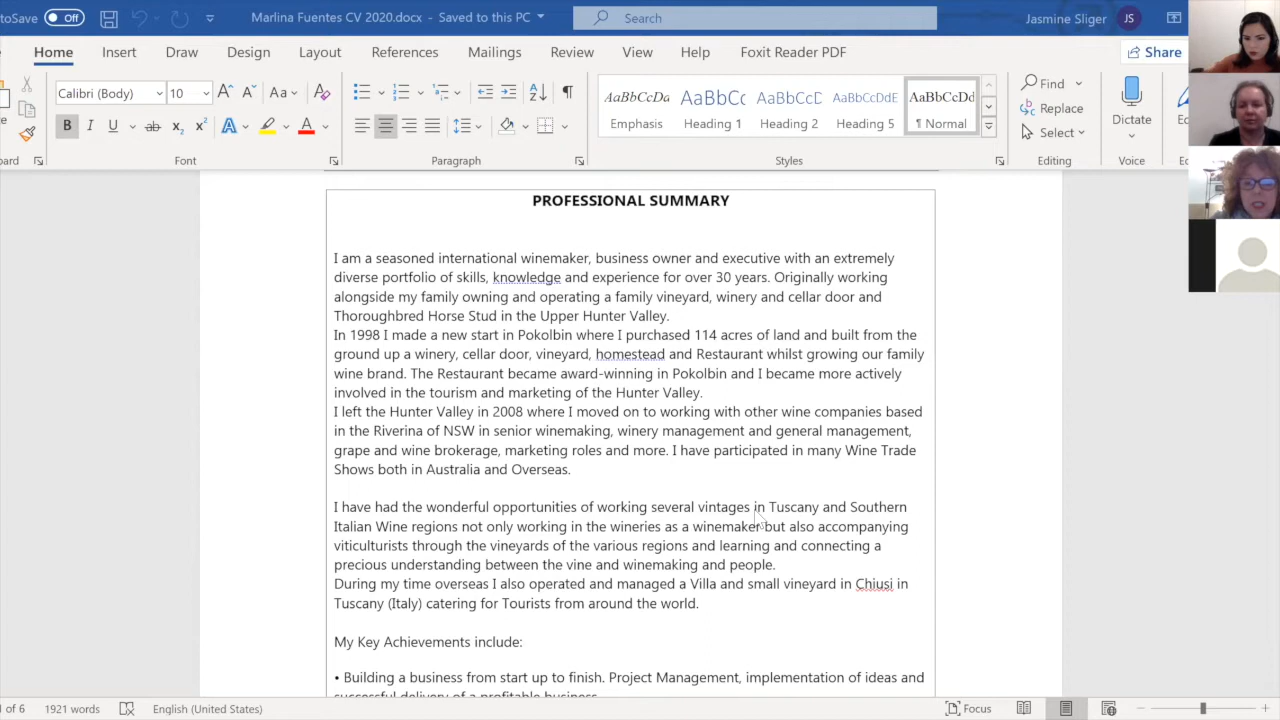 toSave Off Marlina Fuentes CV 2020.docx - Saved to this PC Search Jasmine Sliger JS
Home Insert Draw Design Layout References Mailings Review View Help Foxit Reader PDF Share
Calibri (Body) 10 A A Aa A AaBbCcDa AaBbCc AaBbCcD AaBbCcDdE AaBbCcDd Find
Emphasis Heading 1 Heading 2 Heading 5 ¶ Normal Replace Dictate
B I U ab x2 x2 A A Select
oard Font Paragraph Styles Editing Voice
PROFESSIONAL SUMMARY
I am a seasoned international winemaker, business owner and executive with an extremely
diverse portfolio of skills, knowledge and experience for over 30 years. Originally working
alongside my family owning and operating a family vineyard, winery and cellar door and
Thoroughbred Horse Stud in the Upper Hunter Valley.
In 1998 I made a new start in Pokolbin where I purchased 114 acres of land and built from the
ground up a winery, cellar door, vineyard, homestead and Restaurant whilst growing our family
wine brand. The Restaurant became award-winning in Pokolbin and I became more actively
involved in the tourism and marketing of the Hunter Valley.
I left the Hunter Valley in 2008 where I moved on to working with other wine companies based
in the Riverina of NSW in senior winemaking, winery management and general management,
grape and wine brokerage, marketing roles and more. I have participated in many Wine Trade
Shows both in Australia and Overseas.
I have had the wonderful opportunities of working several vintages in Tuscany and Southern
Italian Wine regions not only working in the wineries as a winemaker but also accompanying
viticulturists through the vineyards of the various regions and learning and connecting a
precious understanding between the vine and winemaking and people.
During my time overseas I also operated and managed a Villa and small vineyard in Chiusi in
Tuscany (Italy) catering for Tourists from around the world.
My Key Achievements include:
• Building a business from start up to finish. Project Management, implementation of ideas and
successful delivery of a profitable business
1 of 6 1921 words English (United States) Focus